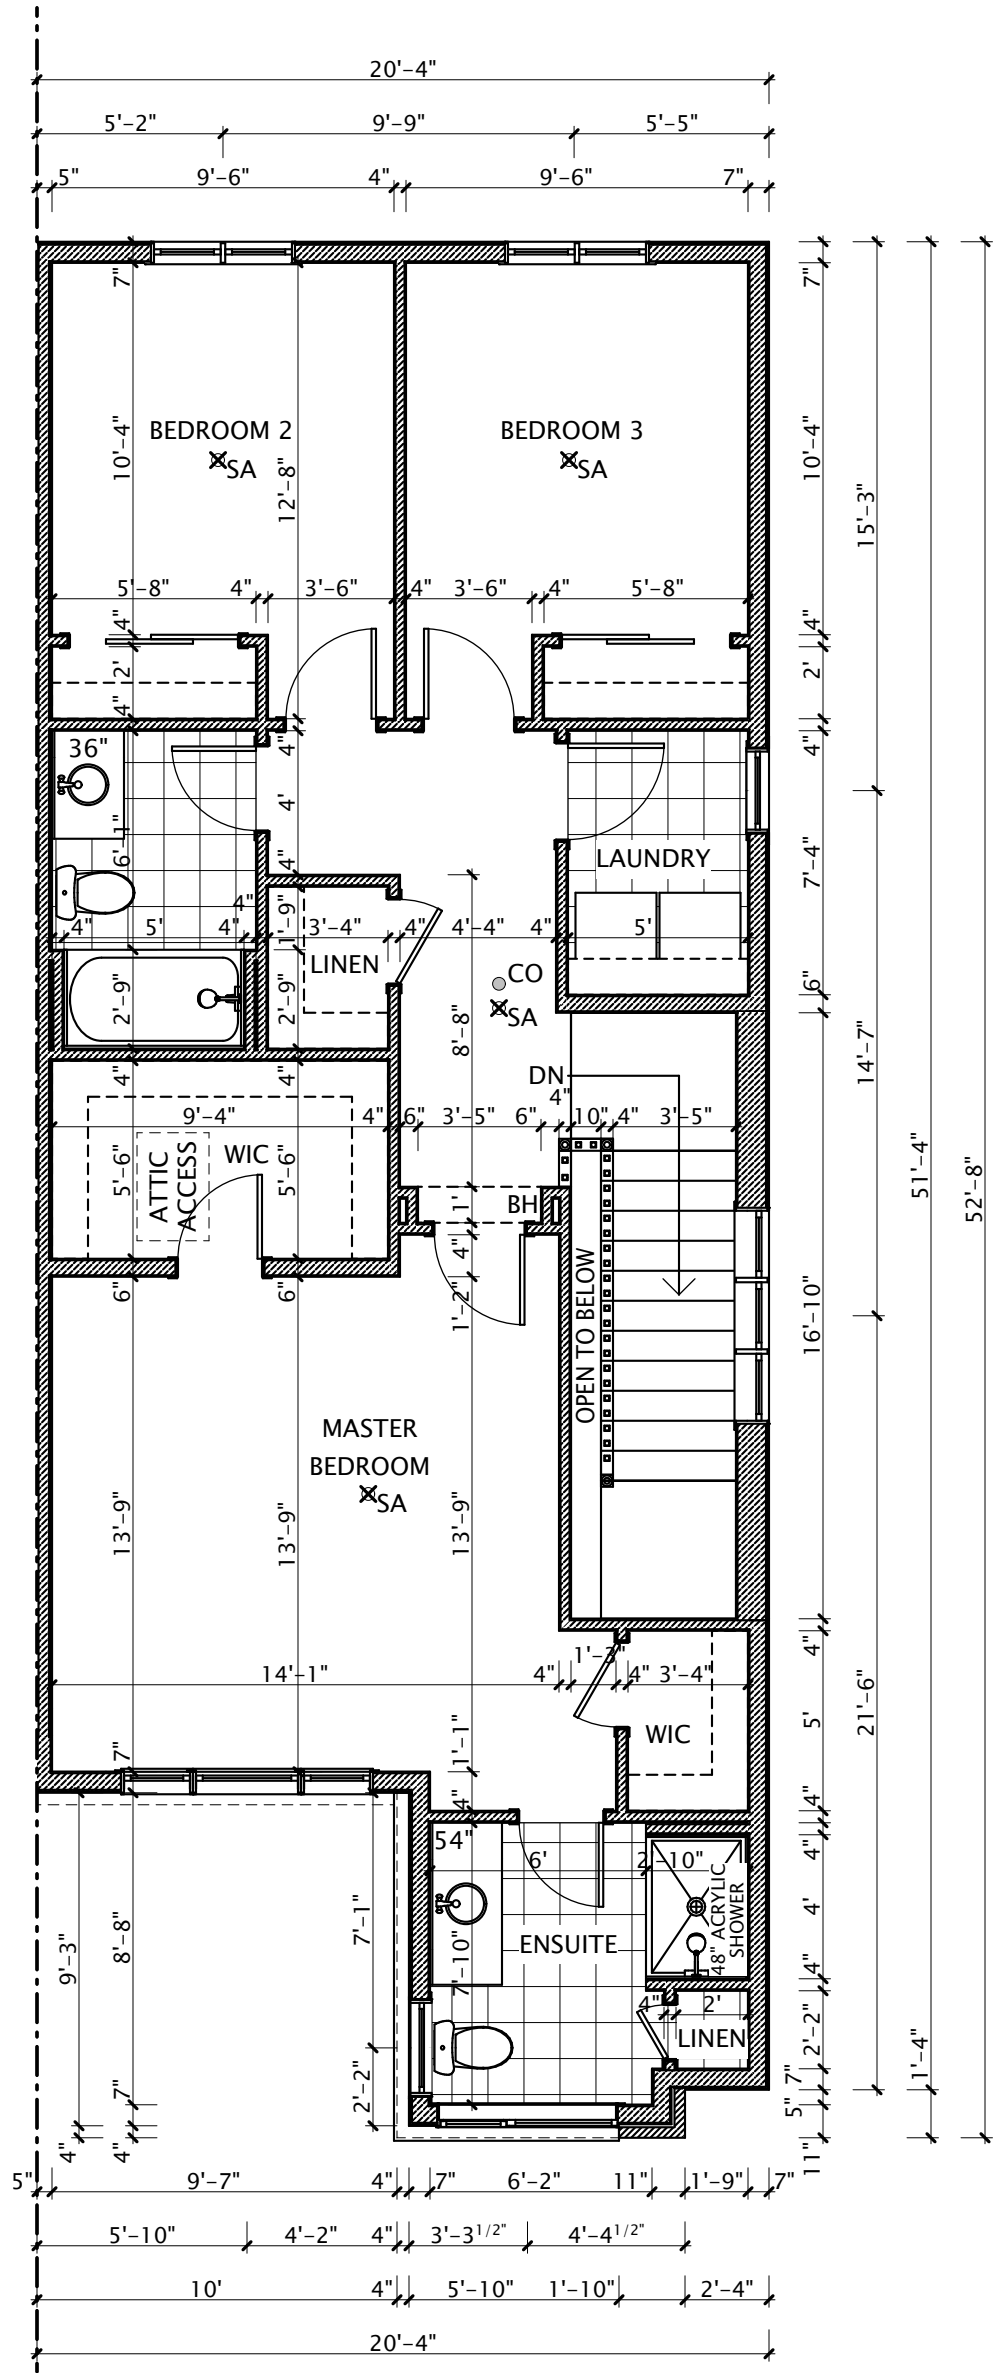 20'-4"
5'-2" 9'-9" 5'-5"
5" 9'-6" 4" 9'-6" 7"
7" 7"
10'-4" 12'-8" 10'-4" 15'-3"
BEDROOM 2 BEDROOM 3
SA SA
5'-8" 4" 3'-6" 4" 3'-6" 4" 5'-8"
4" 4"
2' 2'
4"
36" 4" 4"
4'
6'-1" LAUNDRY 7'-4"
4"
4" 1'-9"
4" 5' 4" 3'-4" 4" 4'-4" 4" 5'
LINEN CO 6"
SA
2'-9" 2'-9" 8'-8" 14'-7"
4" 4" DN
4"
9'-4" 4" 6" 3'-5" 6" 10" 4" 3'-5"
WIC
ATTIC
ACCESS
5'-6" 5'-6" 51'-4" 52'-8"
1' BH
4"
6" 6" 1'-2"
OPEN TO BELOW 16'-10"
MASTER
BEDROOM
SA
13'-9" 13'-9" 13'-9"
4"
1'-3"
14'-1" 4" 4" 3'-4"
WIC 5' 21'-6"
7" 1'-1"
4" 4"
54" 4"
6' 2'-10"
48" ACRYLIC
SHOWER
4'
7'-1"
ENSUITE
9'-3" 8'-8" 7'-10"
4"
4" 2'
LINEN 2'-2"
2'-2" 1'-4"
7" 7"
5"
4" 4" 11"
5" 9'-7" 4" 7" 6'-2" 11" 1'-9" 7"
5'-10" 4'-2" 4" 3'-3 1/2" 4'-4 1/2"
10' 4" 5'-10" 1'-10" 2'-4"
20'-4"